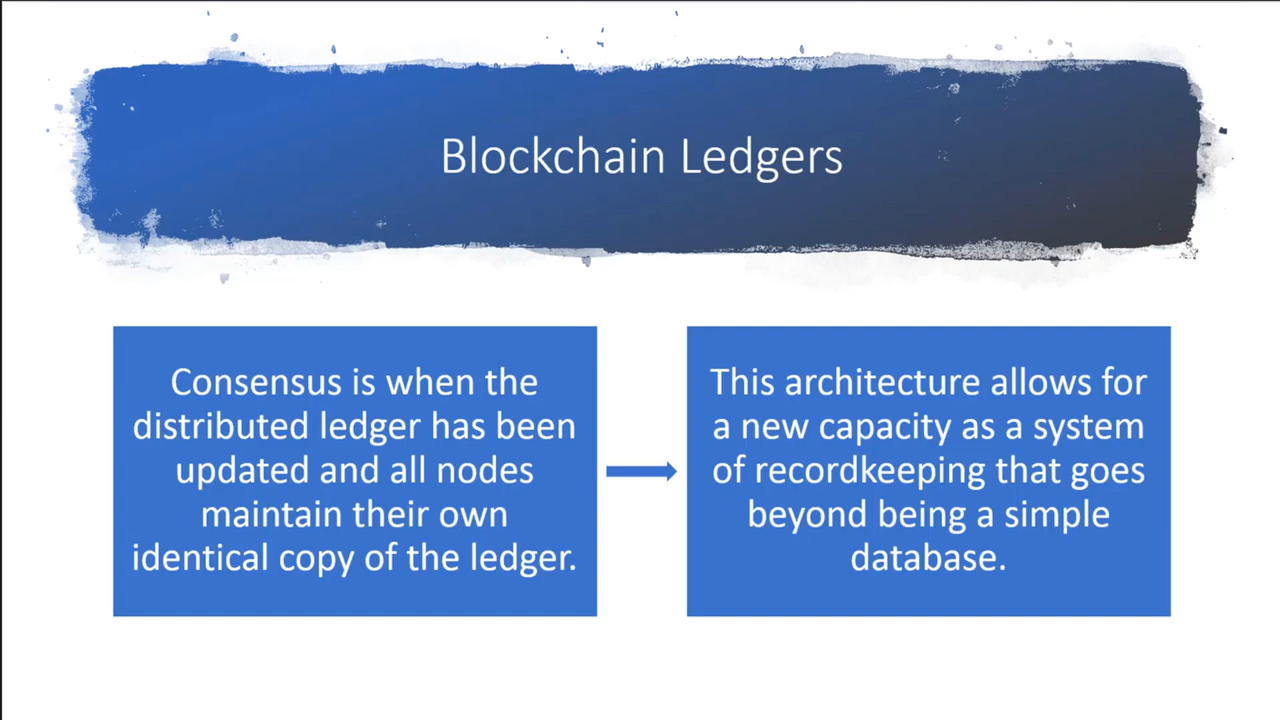 Blockchain Ledgers
Consensus is when the
distributed ledger has been
updated and all nodes
maintain their own
identical copy of the ledger.
This architecture allows for
a new capacity as a system
of recordkeeping that goes
beyond being a simple
database.